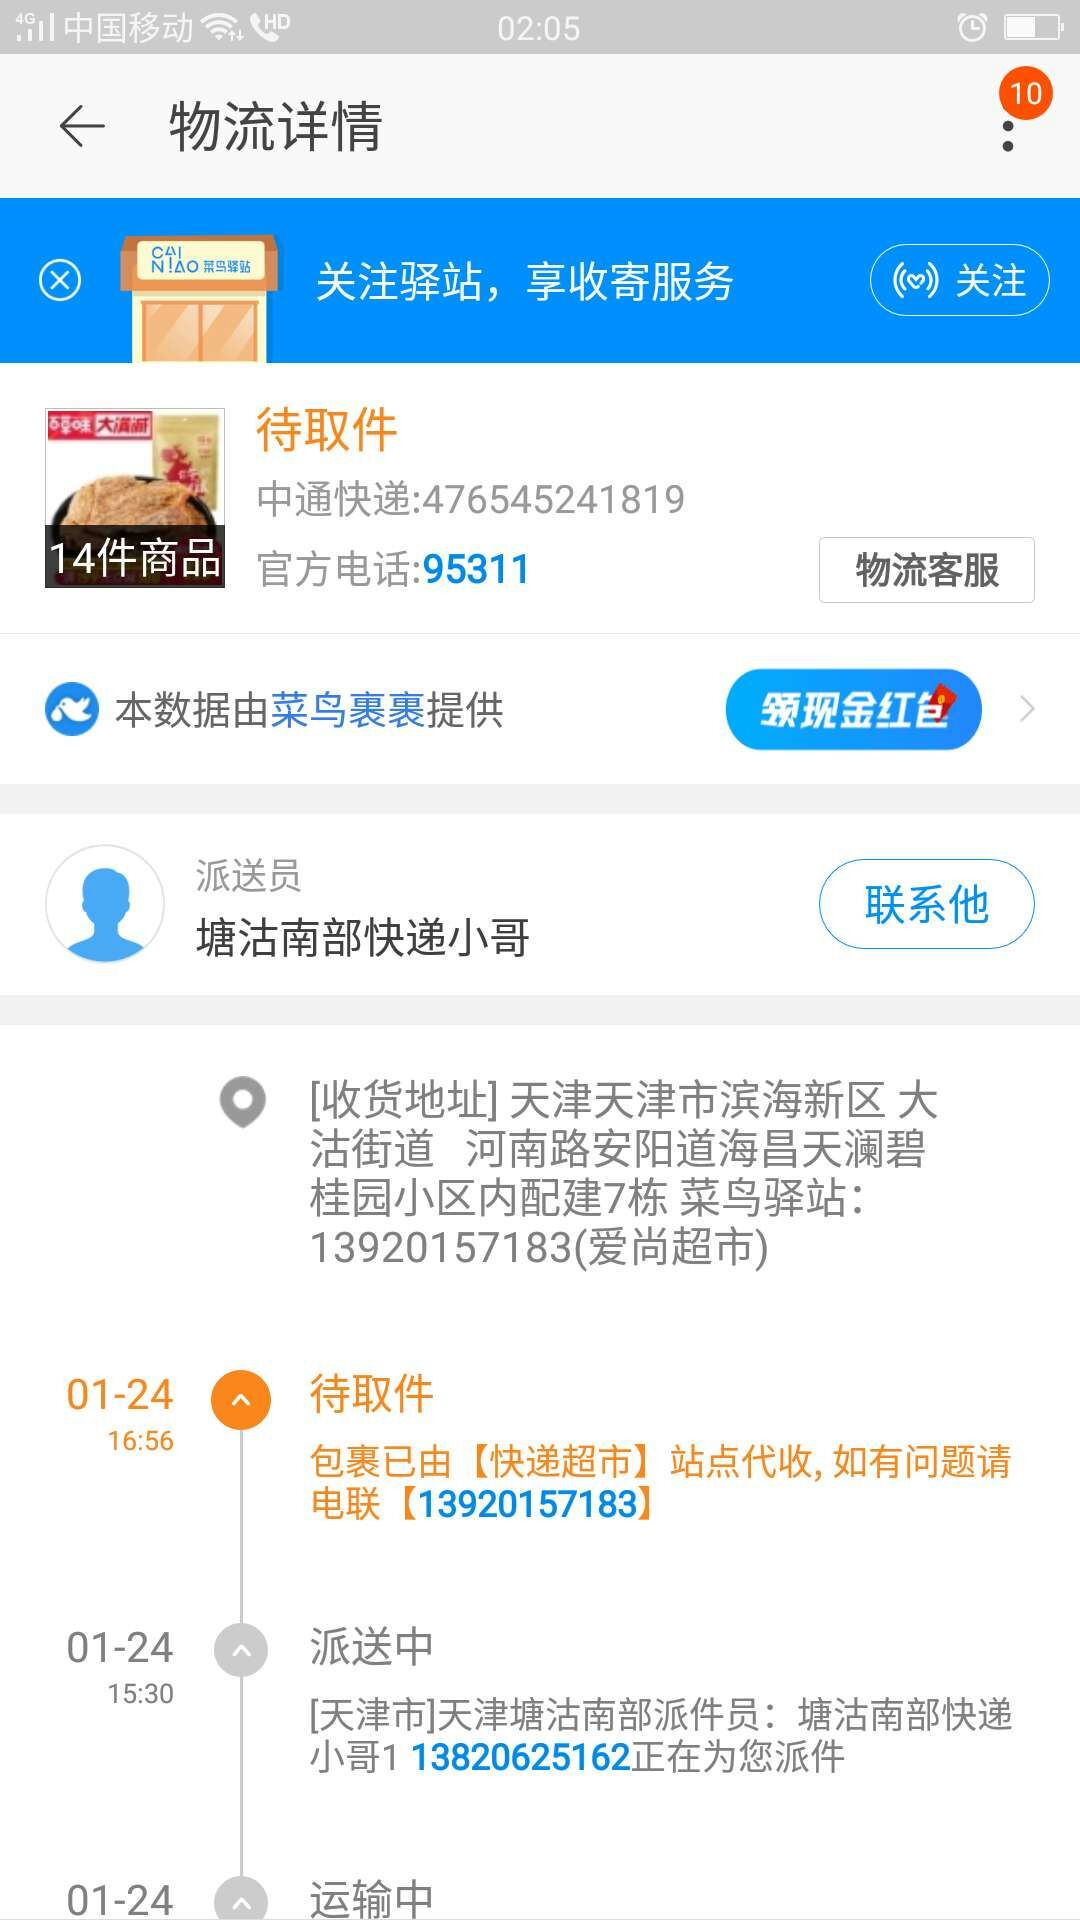 4G 中国移动 HD 02:05
物流详情
10
CAI
NIAO 菜鸟驿站
关注驿站，享收寄服务
关注
百草味 大满减
14件商品
待取件
中通快递:476545241819
官方电话:95311
物流客服
本数据由菜鸟裹裹提供
领现金红包
派送员
塘沽南部快递小哥
联系他
[收货地址] 天津天津市滨海新区 大
沽街道 河南路安阳道海昌天澜碧
桂园小区内配建7栋 菜鸟驿站：
13920157183(爱尚超市)
01-24
16:56
待取件
包裹已由【快递超市】站点代收, 如有问题请
电联【13920157183】
01-24
15:30
派送中
[天津市]天津塘沽南部派件员：塘沽南部快递
小哥1 13820625162正在为您派件
01-24
运输中